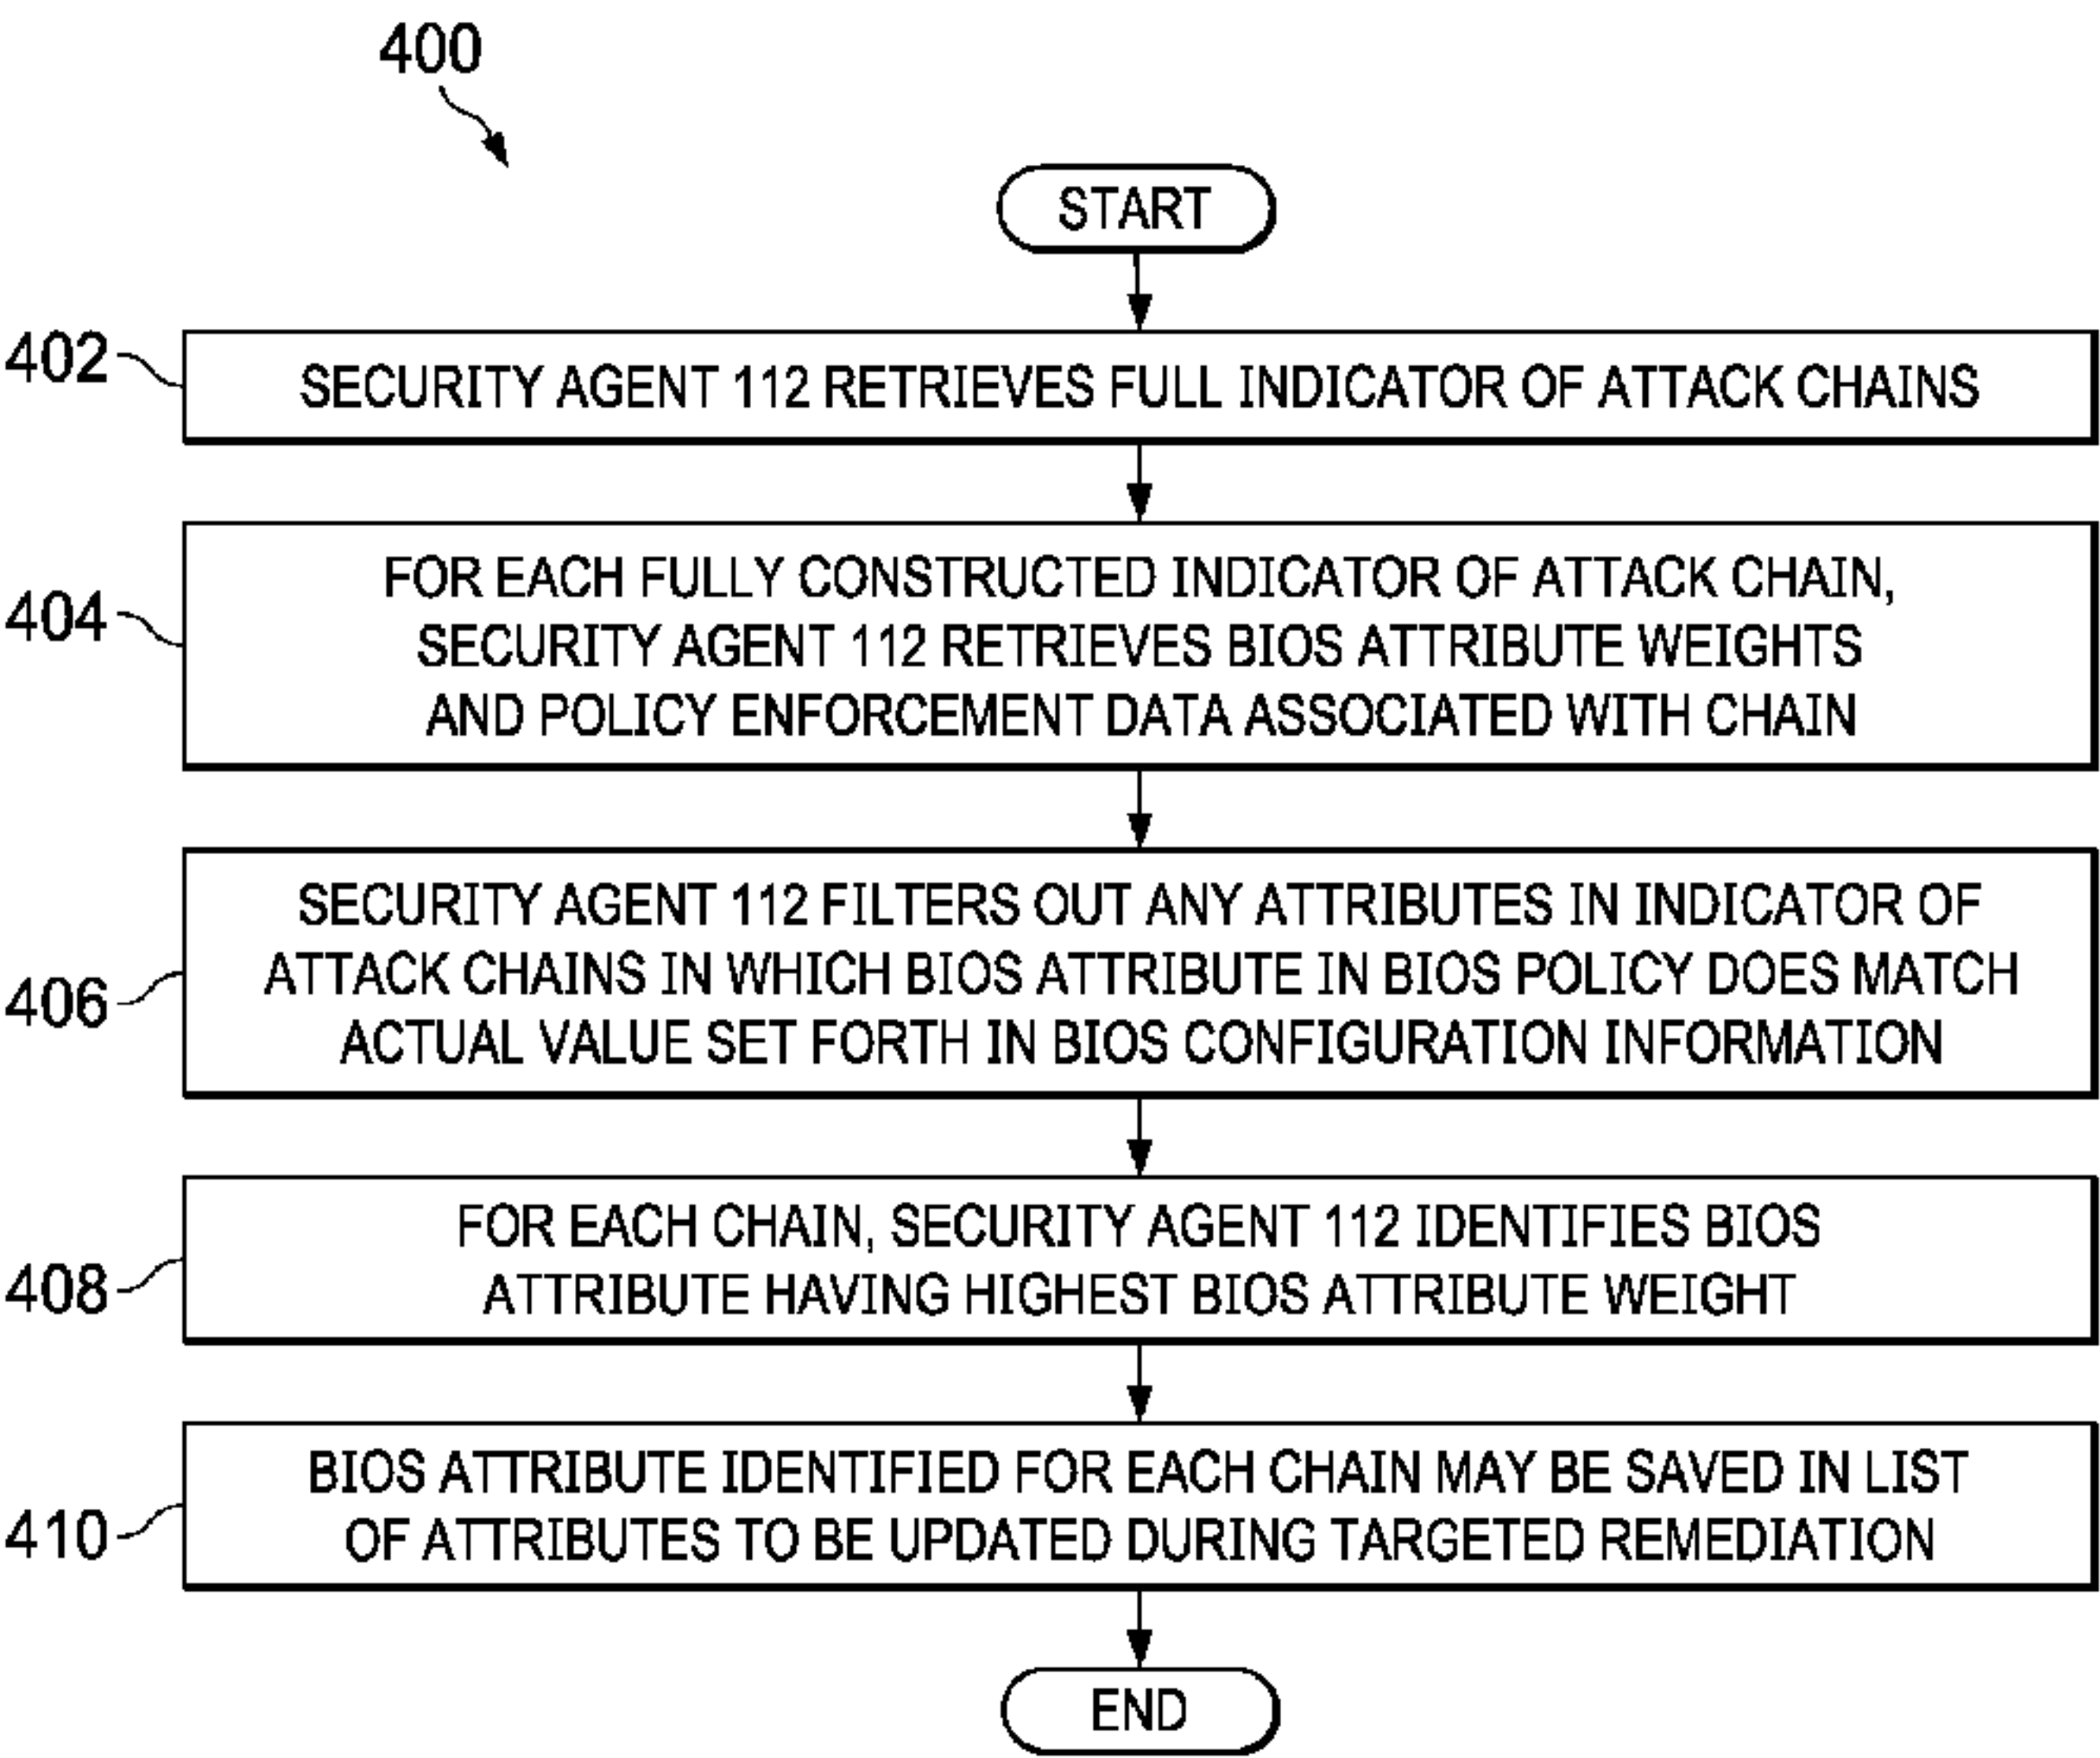 400
START
402
SECURITY AGENT 112 RETRIEVES FULL INDICATOR OF ATTACK CHAINS
404
FOR EACH FULLY CONSTRUCTED INDICATOR OF ATTACK CHAIN,
SECURITY AGENT 112 RETRIEVES BIOS ATTRIBUTE WEIGHTS
AND POLICY ENFORCEMENT DATA ASSOCIATED WITH CHAIN
406
SECURITY AGENT 112 FILTERS OUT ANY ATTRIBUTES IN INDICATOR OF
ATTACK CHAINS IN WHICH BIOS ATTRIBUTE IN BIOS POLICY DOES MATCH
ACTUAL VALUE SET FORTH IN BIOS CONFIGURATION INFORMATION
408
FOR EACH CHAIN, SECURITY AGENT 112 IDENTIFIES BIOS
ATTRIBUTE HAVING HIGHEST BIOS ATTRIBUTE WEIGHT
410
BIOS ATTRIBUTE IDENTIFIED FOR EACH CHAIN MAY BE SAVED IN LIST
OF ATTRIBUTES TO BE UPDATED DURING TARGETED REMEDIATION
END